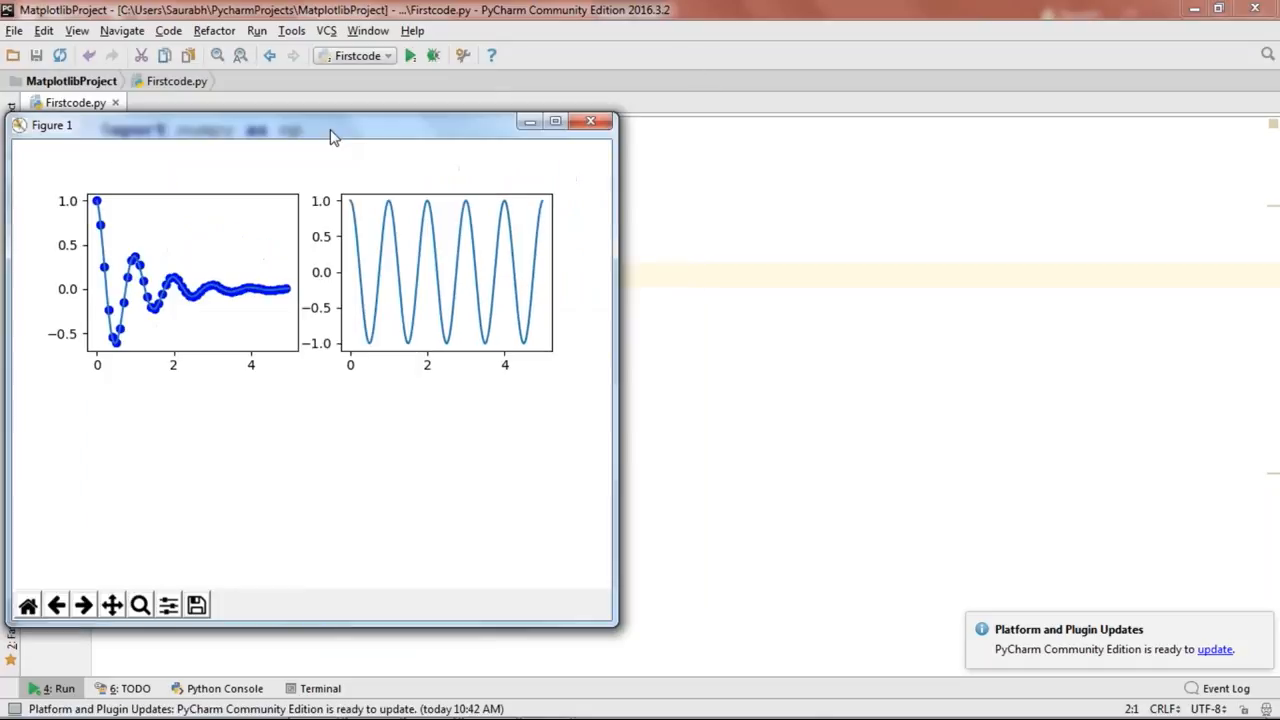 MatplotlibProject - [C:\Users\Saurabh\PycharmProjects\MatplotlibProject] - ...\Firstcode.py - PyCharm Community Edition 2016.3.2
File Edit View Navigate Code Refactor Run Tools VCS Window Help
Firstcode
MatplotlibProject Firstcode.py
Firstcode.py
Figure 1
import numpy as np
1.0
0.5
0.0
−0.5
0 2 4
1.0
0.5
0.0
−0.5
−1.0
0 2 4
Platform and Plugin Updates
PyCharm Community Edition is ready to update.
4: Run 6: TODO Python Console Terminal Event Log
Platform and Plugin Updates: PyCharm Community Edition is ready to update. (today 10:42 AM) 2:1 CRLF UTF-8